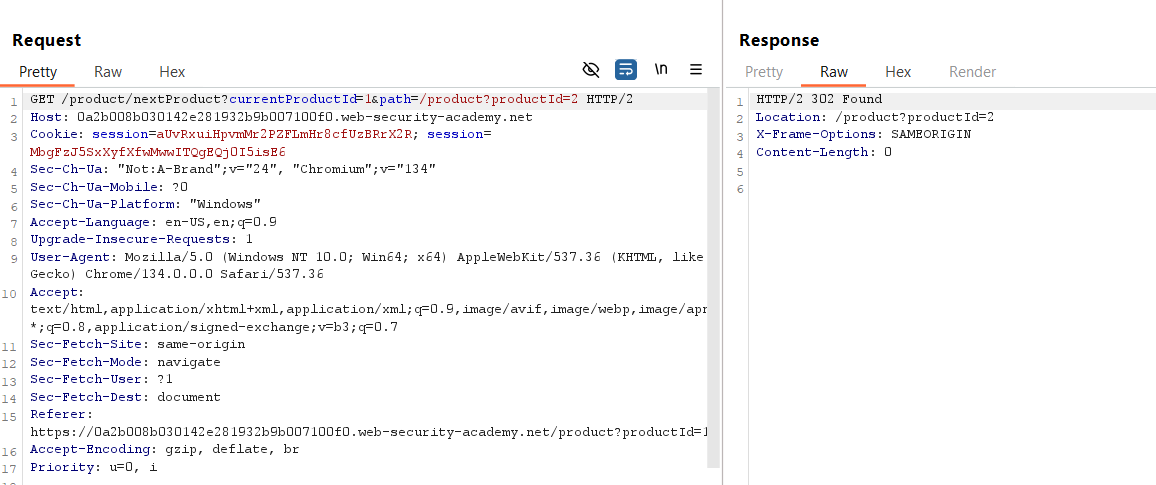 Request
Pretty Raw Hex
\n
1 GET /product/nextProduct?currentProductId=1&path=/product?productId=2 HTTP/2
2 Host: 0a2b008b030142e281932b9b007100f0.web-security-academy.net
3 Cookie: session=aUvRxuiHpvmMr2PZFLmHr8cfUzBRrX2R; session=
MbgFzJ5SxXyfXfwMwwITQgEQj0I5isE6
4 Sec-Ch-Ua: "Not:A-Brand";v="24", "Chromium";v="134"
5 Sec-Ch-Ua-Mobile: ?0
6 Sec-Ch-Ua-Platform: "Windows"
7 Accept-Language: en-US,en;q=0.9
8 Upgrade-Insecure-Requests: 1
9 User-Agent: Mozilla/5.0 (Windows NT 10.0; Win64; x64) AppleWebKit/537.36 (KHTML, like
Gecko) Chrome/134.0.0.0 Safari/537.36
10 Accept:
text/html,application/xhtml+xml,application/xml;q=0.9,image/avif,image/webp,image/apn
*;q=0.8,application/signed-exchange;v=b3;q=0.7
11 Sec-Fetch-Site: same-origin
12 Sec-Fetch-Mode: navigate
13 Sec-Fetch-User: ?1
14 Sec-Fetch-Dest: document
15 Referer:
https://0a2b008b030142e281932b9b007100f0.web-security-academy.net/product?productId=1
16 Accept-Encoding: gzip, deflate, br
17 Priority: u=0, i
Response
Pretty Raw Hex Render
1 HTTP/2 302 Found
2 Location: /product?productId=2
3 X-Frame-Options: SAMEORIGIN
4 Content-Length: 0
5
6